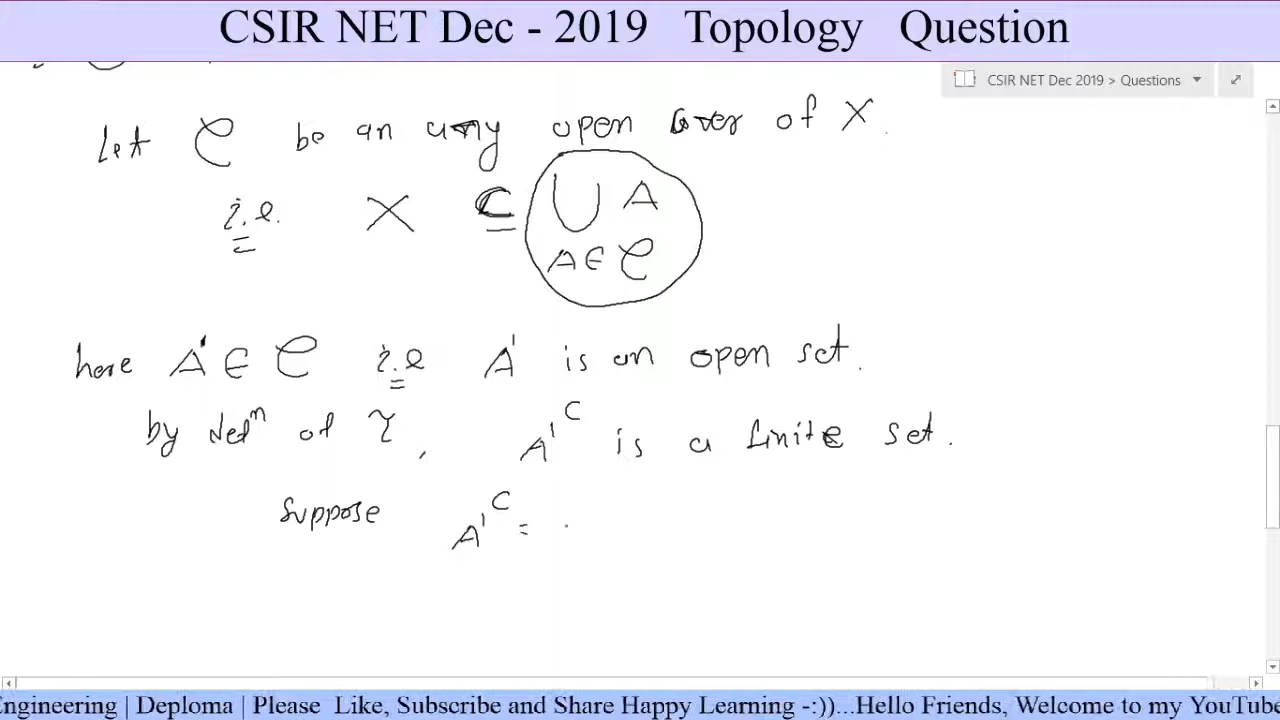 CSIR NET Dec - 2019 Topology Question
CSIR NET Dec 2019 > Questions
Let C be an any open cover of X.
i.e. X ⊆ ⋃ A
A ∈ C
here A' ∈ C i.e A' is an open set.
by defⁿ of τ, A'ᶜ is a finite set.
Suppose A'ᶜ =
Engineering | Deploma | Please Like, Subscribe and Share Happy Learning -:))...Hello Friends, Welcome to my YouTube